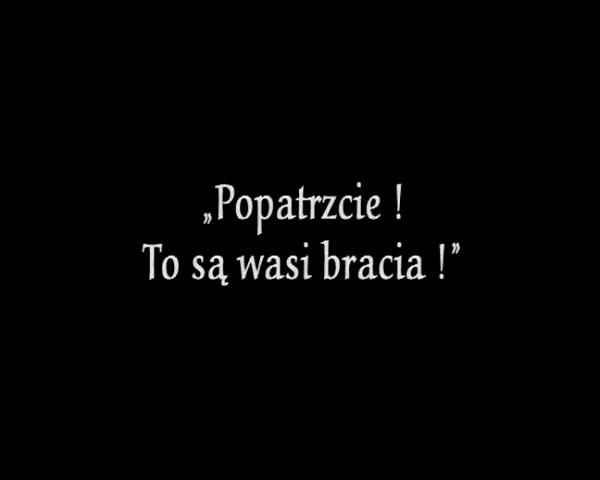 „Popatrzcie !
To są wasi bracia !”